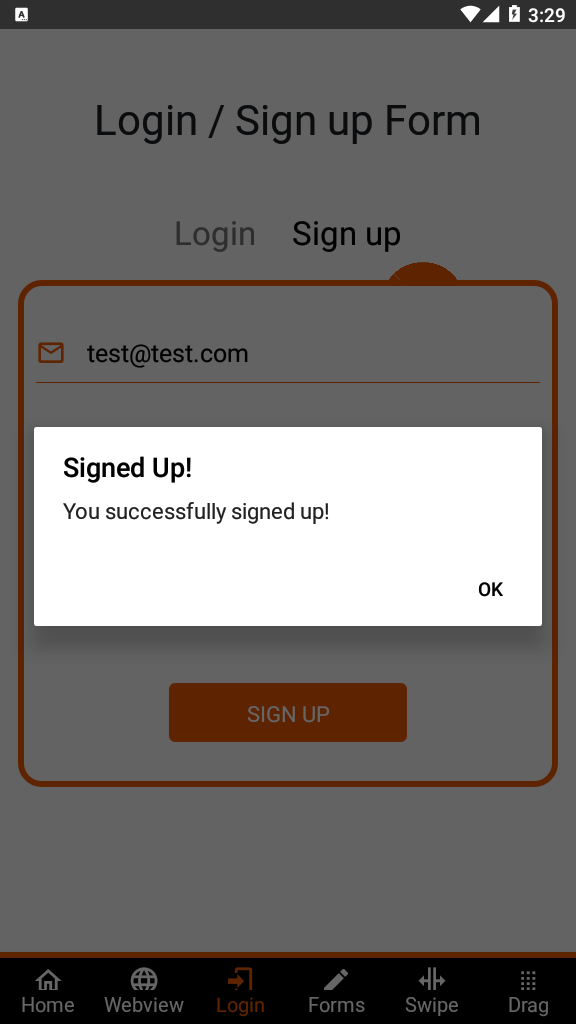 3:29
Login / Sign up Form
Login Sign up
test@test.com
Signed Up!
You successfully signed up!
OK
SIGN UP
Home Webview Login Forms Swipe Drag